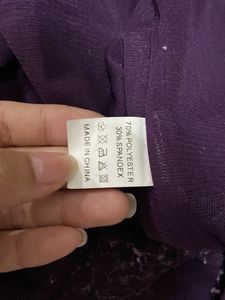 70% POLYESTER
30% SPANDEX
MADE IN CHINA